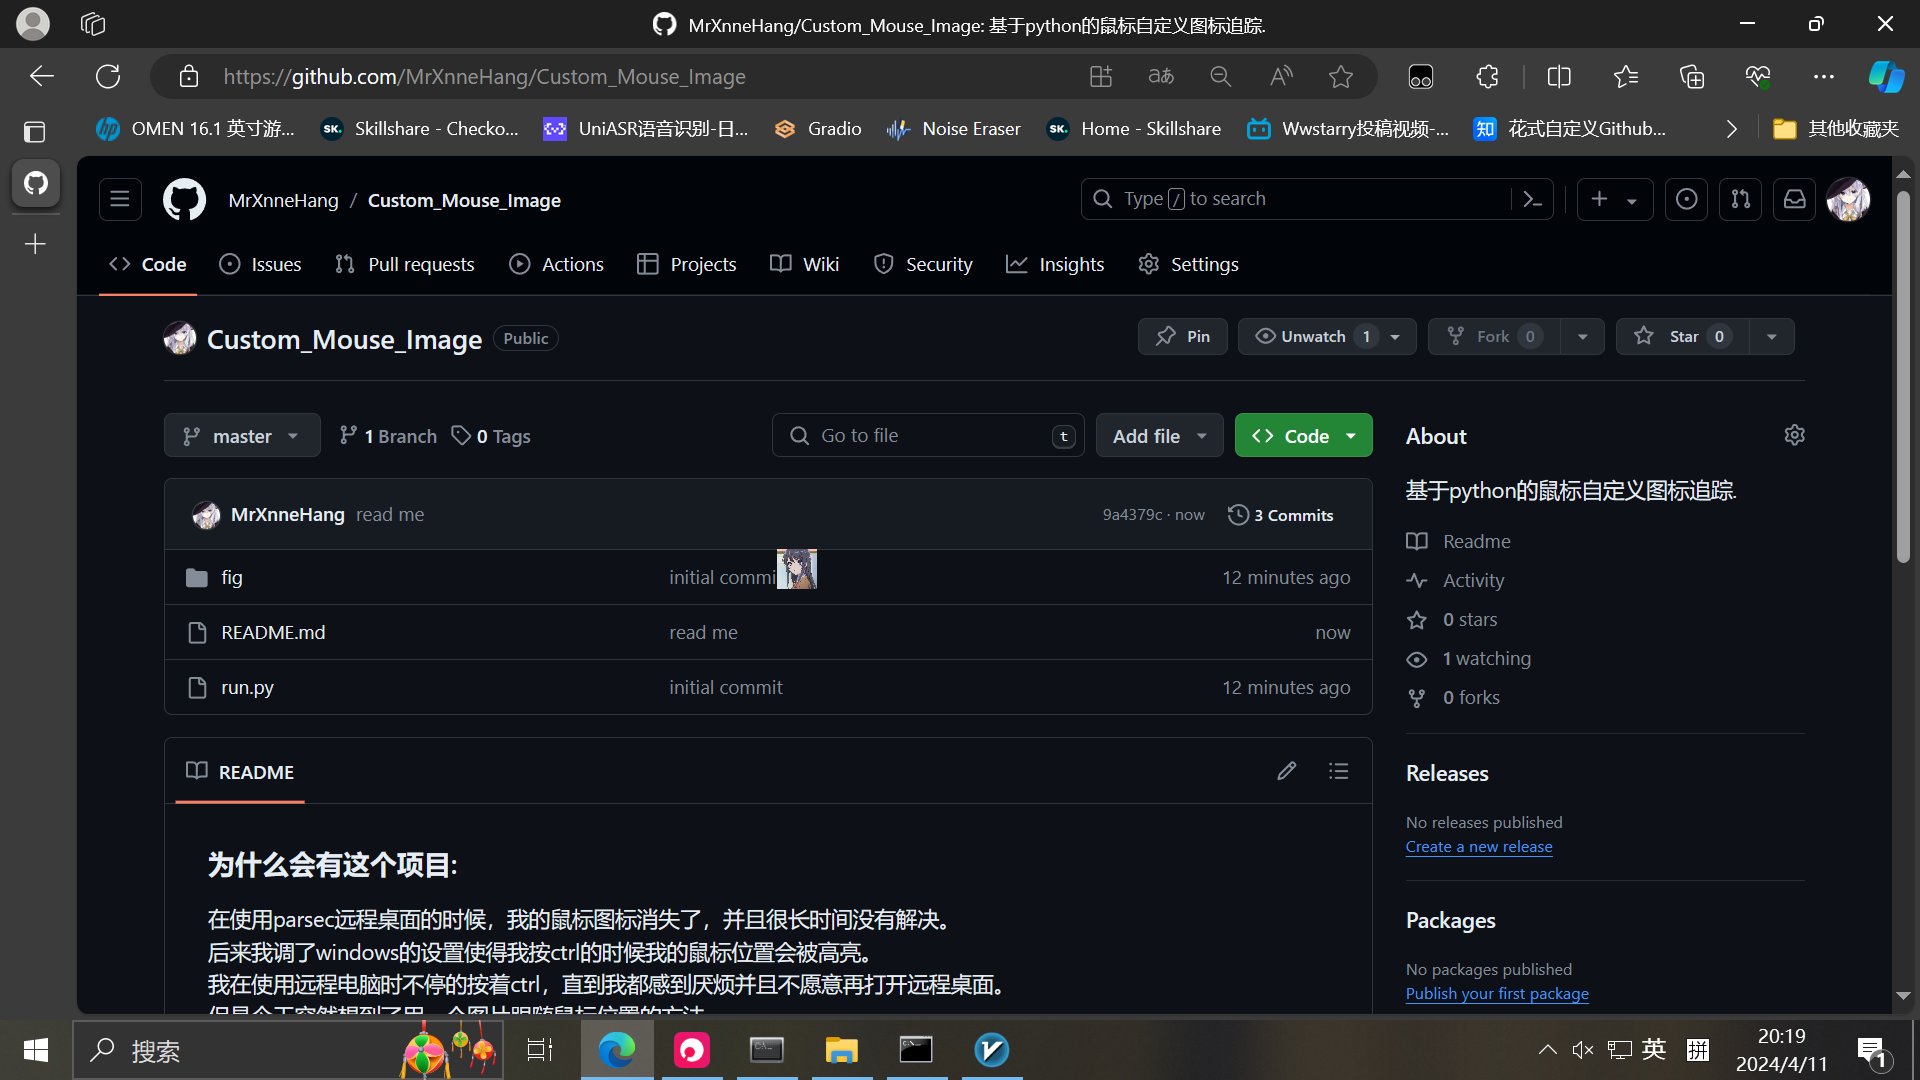 MrXnneHang/Custom_Mouse_Image: 基于python的鼠标自定义图标追踪.
https://github.com/MrXnneHang/Custom_Mouse_Image
OMEN 16.1 英寸游...
Skillshare - Checko...
UniASR语音识别-日...
Gradio
Noise Eraser
Home - Skillshare
Wwstarry投稿视频-...
花式自定义Github...
其他收藏夹
MrXnneHang / Custom_Mouse_Image
Type / to search
Code
Issues
Pull requests
Actions
Projects
Wiki
Security
Insights
Settings
Custom_Mouse_Image
Public
Pin
Unwatch 1
Fork 0
Star 0
master
1 Branch
0 Tags
Go to file
t
Add file
Code
MrXnneHang read me
9a4379c · now
3 Commits
fig
initial commi
12 minutes ago
README.md
read me
now
run.py
initial commit
12 minutes ago
README
为什么会有这个项目:
在使用parsec远程桌面的时候，我的鼠标图标消失了，并且很长时间没有解决。
后来我调了windows的设置使得我按ctrl的时候我的鼠标位置会被高亮。
我在使用远程电脑时不停的按着ctrl，直到我都感到厌烦并且不愿意再打开远程桌面。
About
基于python的鼠标自定义图标追踪.
Readme
Activity
0 stars
1 watching
0 forks
Releases
No releases published
Create a new release
Packages
No packages published
Publish your first package
搜索
英
拼
20:19
2024/4/11
1